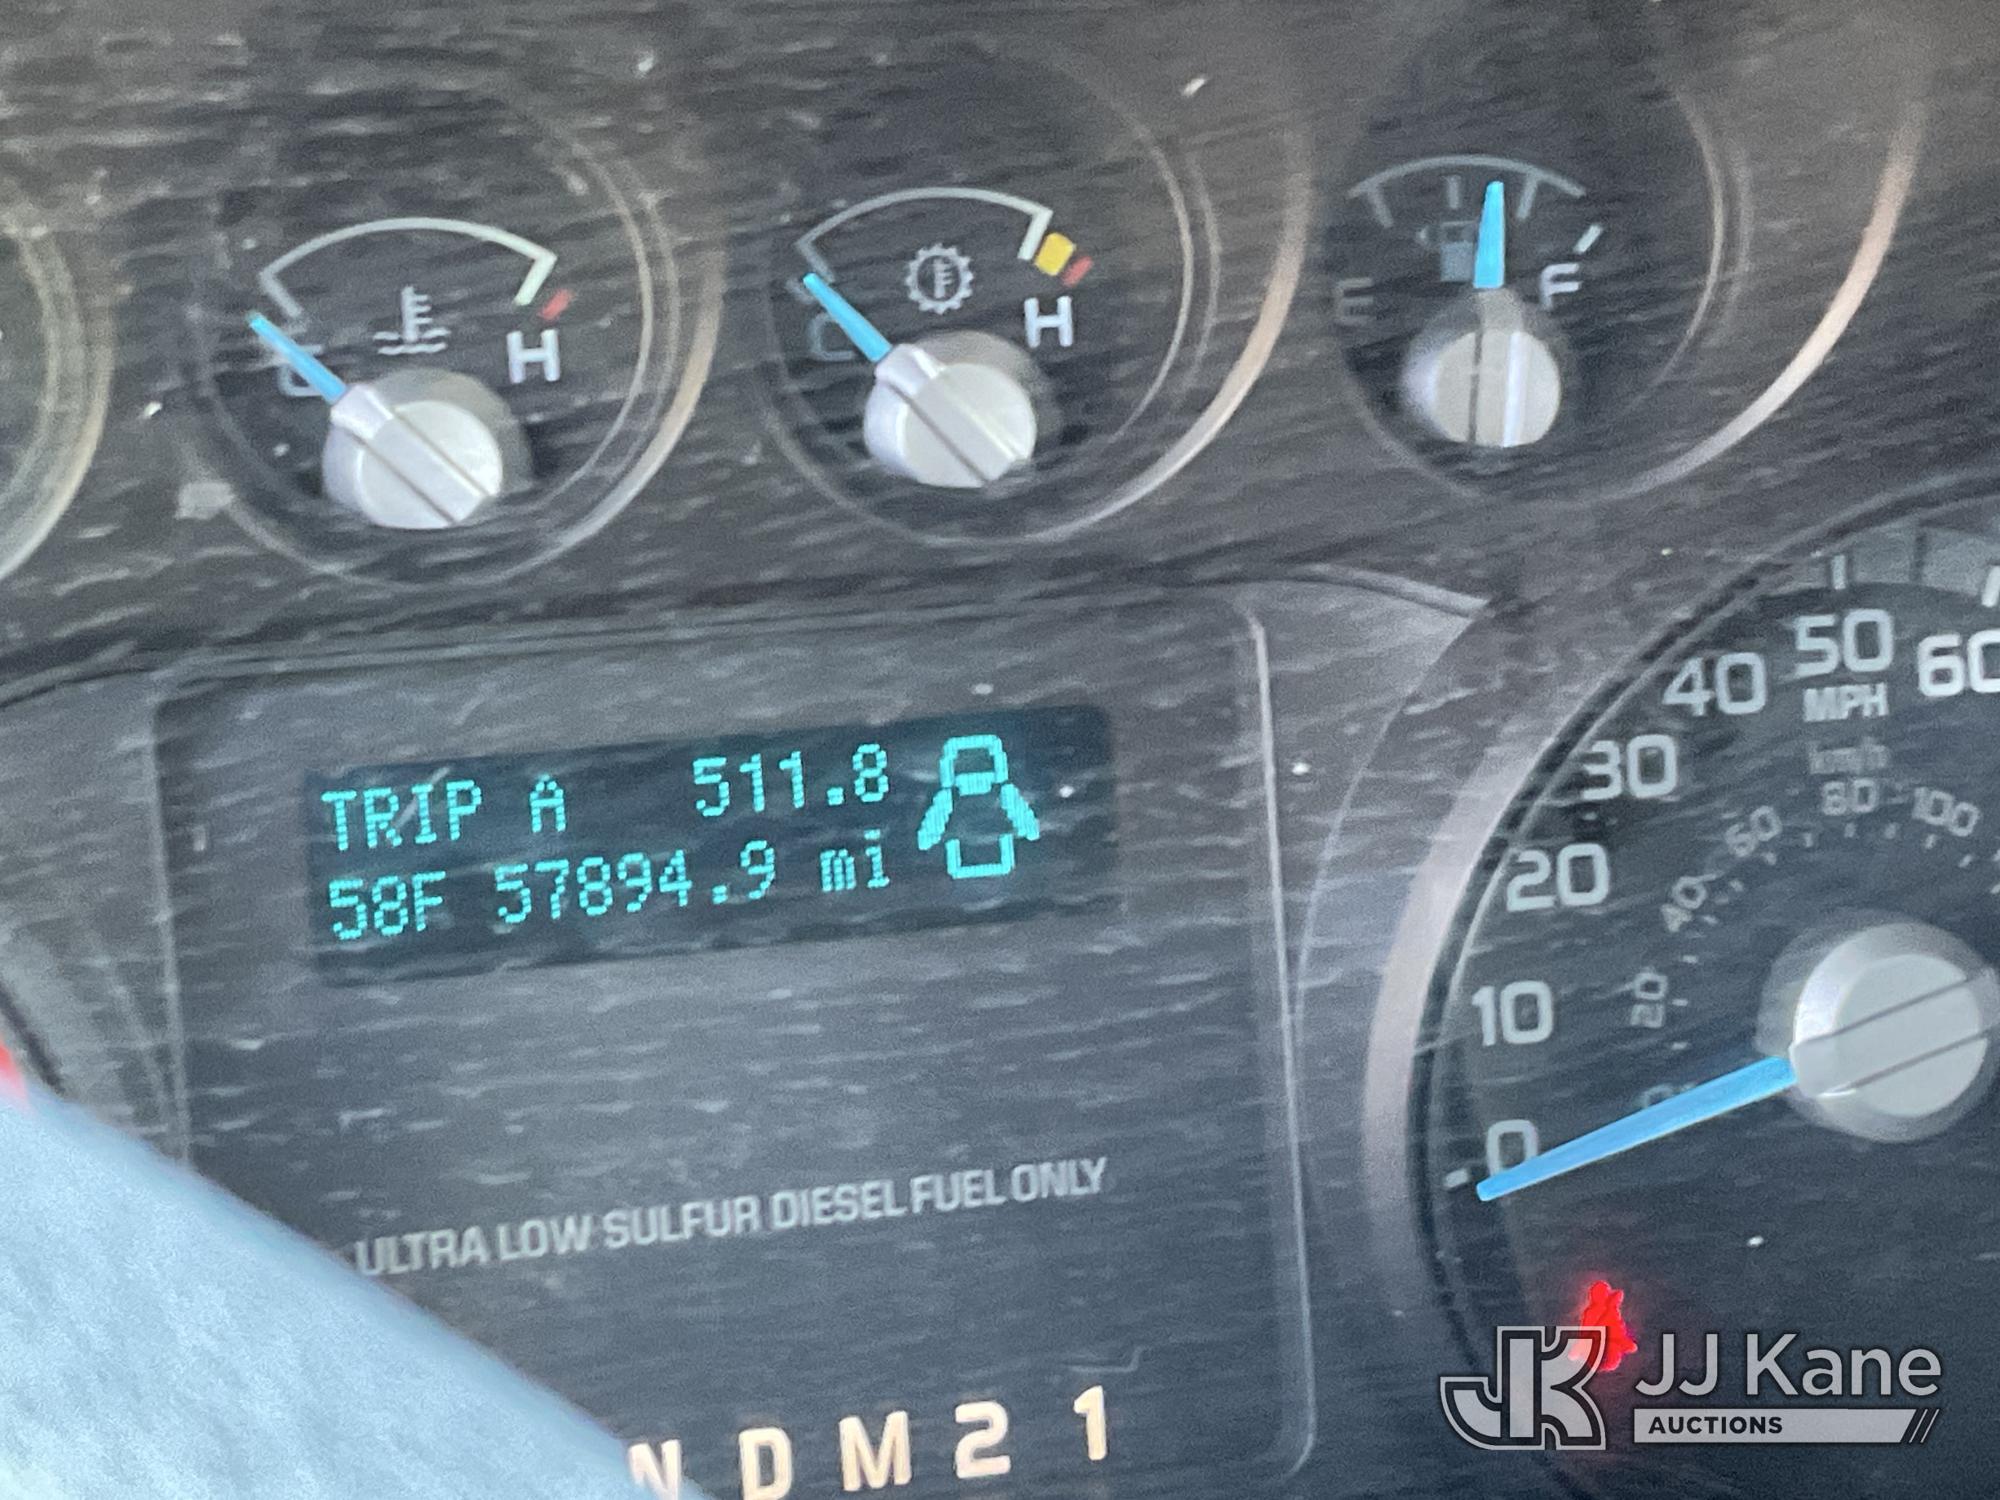 H
H
E F
TRIP A 511.8
58F 57894.9 mi
ULTRA LOW SULFUR DIESEL FUEL ONLY
N D M 2 1
0 10 20 30 40 50 60
MPH
km/h
20 40 60 80 100
JK JJ Kane
AUCTIONS